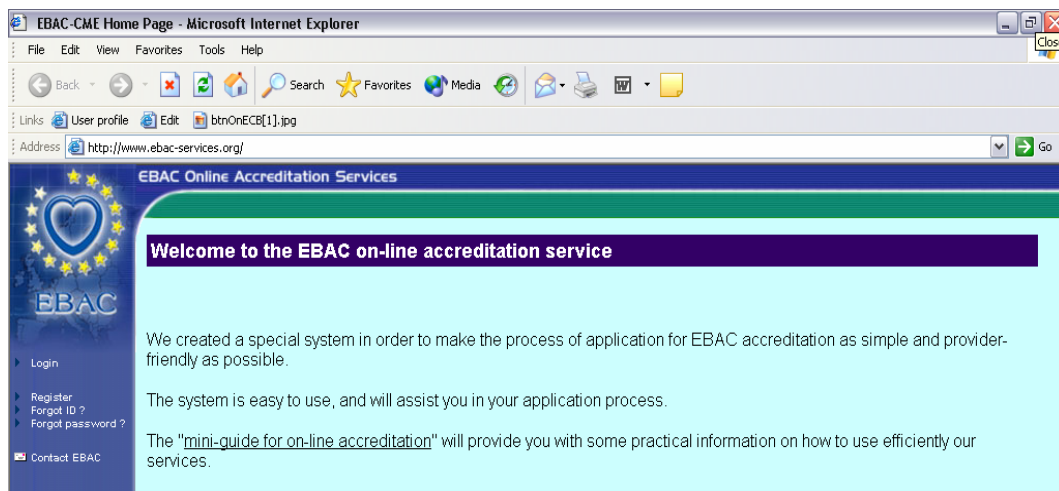 EBAC-CME Home Page - Microsoft Internet Explorer
File Edit View Favorites Tools Help
Close
Back Search Favorites Media
Links User profile Edit btnOnECB[1].jpg
Address http://www.ebac-services.org/ Go
EBAC Online Accreditation Services
Welcome to the EBAC on-line accreditation service
EBAC
We created a special system in order to make the process of application for EBAC accreditation as simple and provider-
friendly as possible.
Login
Register
Forgot ID ?
Forgot password ?
The system is easy to use, and will assist you in your application process.
The "mini-guide for on-line accreditation" will provide you with some practical information on how to use efficiently our
services.
Contact EBAC